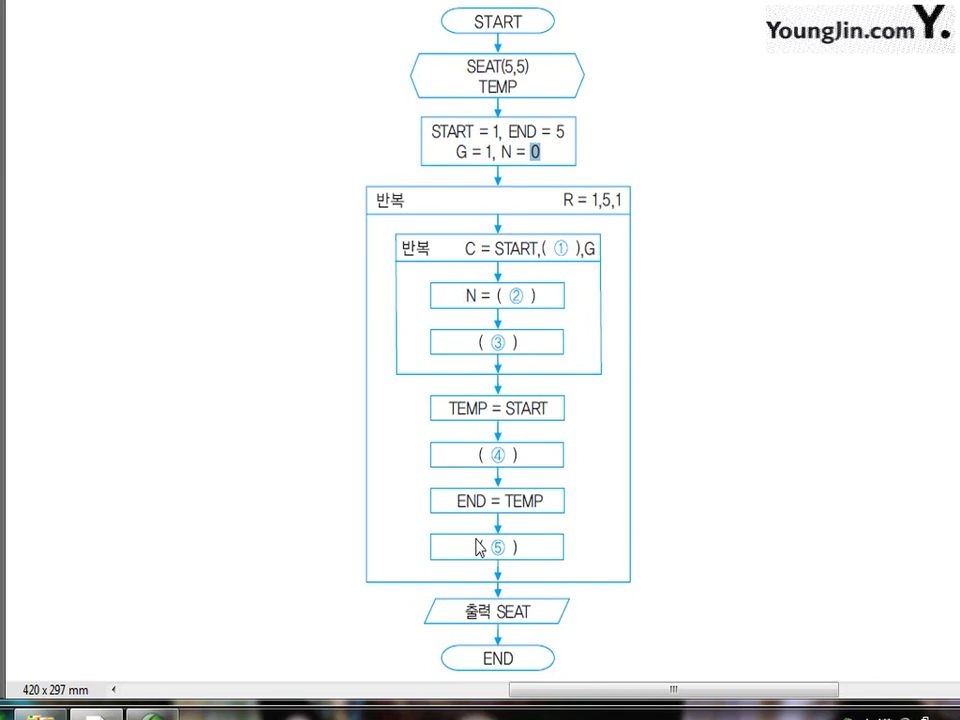 YoungJin.com Y.
START
SEAT(5,5)
TEMP
START = 1, END = 5
G = 1, N = 0
반복 R = 1,5,1
반복 C = START,( ① ),G
N = ( ② )
( ③ )
TEMP = START
( ④ )
END = TEMP
⑤ )
출력 SEAT
END
420 x 297 mm